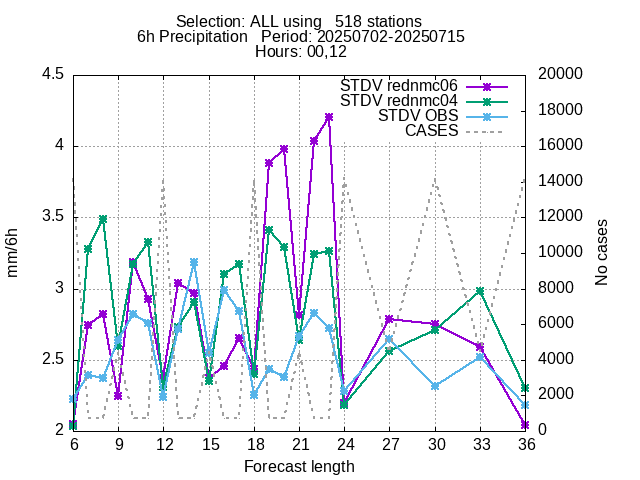 Selection: ALL using   518 stations
6h Precipitation   Period: 20250702-20250715
Hours: 00,12
STDV rednmc06
STDV rednmc04
STDV OBS
CASES
4.5
4
3.5
3
2.5
2
mm/6h
20000
18000
16000
14000
12000
10000
8000
6000
4000
2000
0
No cases
6 9 12 15 18 21 24 27 30 33 36
Forecast length